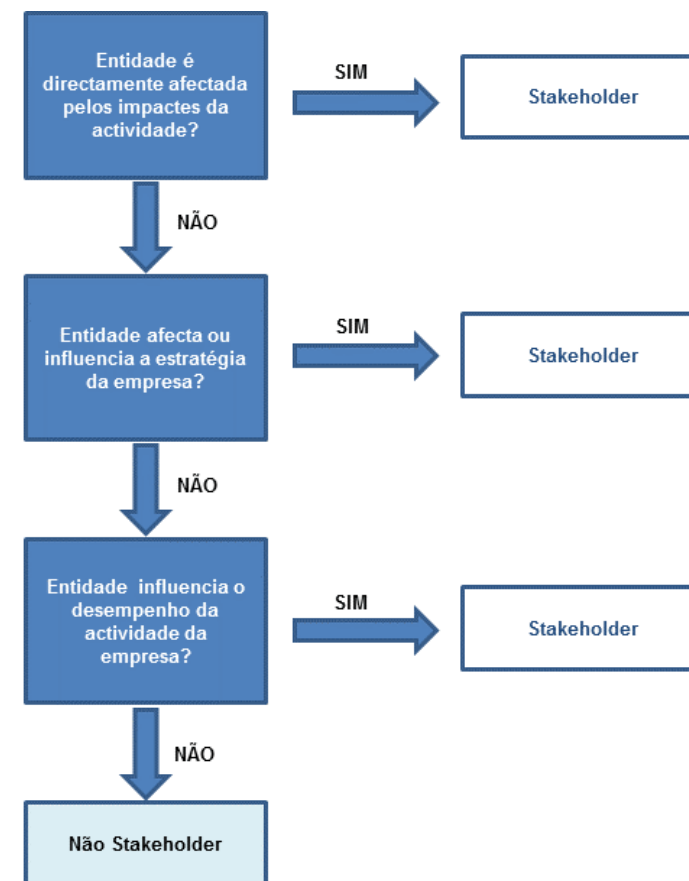 Entidade é
directamente afectada
pelos impactes da
actividade?
SIM
Stakeholder
NÃO
Entidade afecta ou
influencia a estratégia
da empresa?
SIM
Stakeholder
NÃO
Entidade influencia o
desempenho da
actividade da
empresa?
SIM
Stakeholder
NÃO
Não Stakeholder